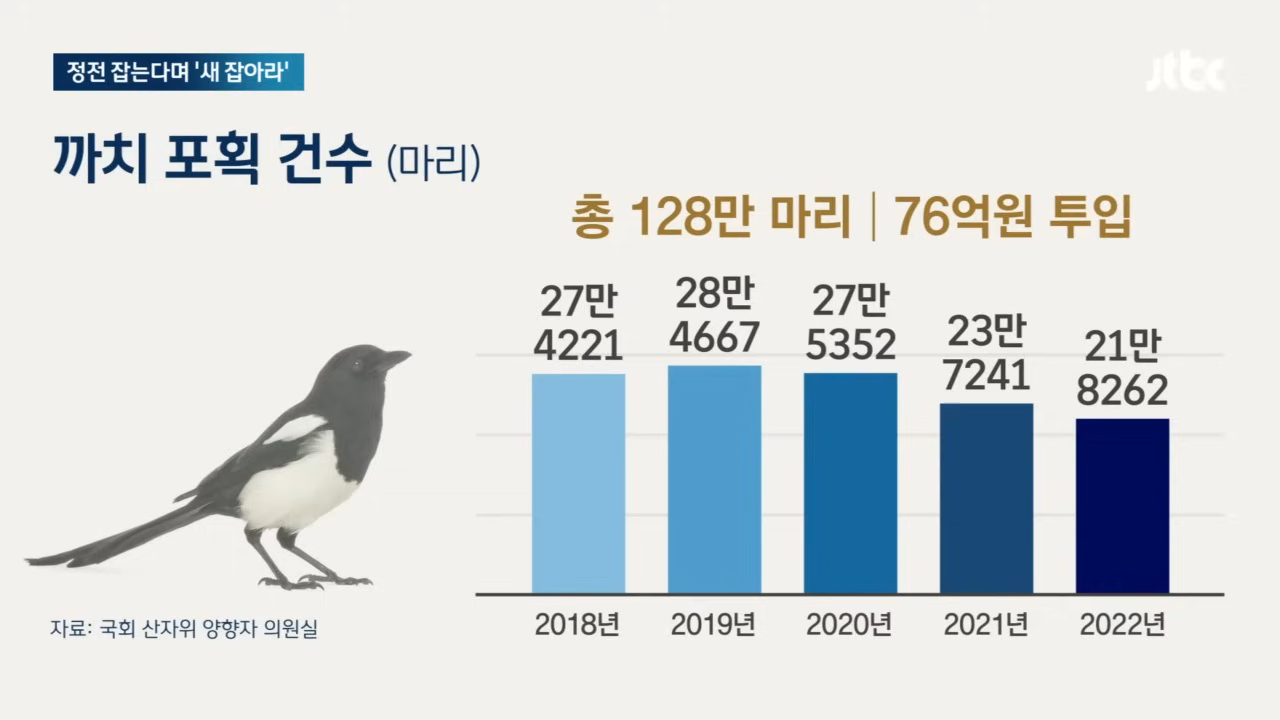 정전 잡는다며 '새 잡아라'
jtbc
까치 포획 건수 (마리)
총 128만 마리 | 76억원 투입
27만
4221
28만
4667
27만
5352
23만
7241
21만
8262
2018년
2019년
2020년
2021년
2022년
자료: 국회 산자위 양향자 의원실